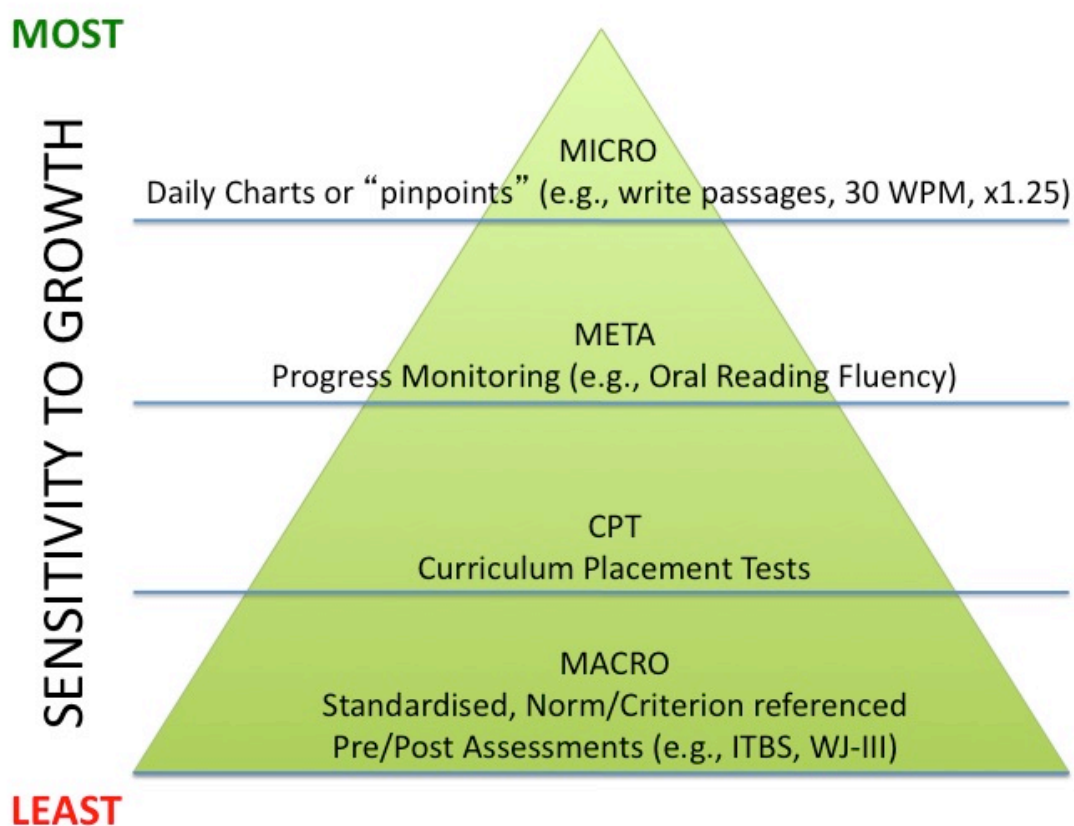 MOST
SENSITIVITY TO GROWTH
MICRO
Daily Charts or “pinpoints” (e.g., write passages, 30 WPM, x1.25)
META
Progress Monitoring (e.g., Oral Reading Fluency)
CPT
Curriculum Placement Tests
MACRO
Standardised, Norm/Criterion referenced
Pre/Post Assessments (e.g., ITBS, WJ-III)
LEAST